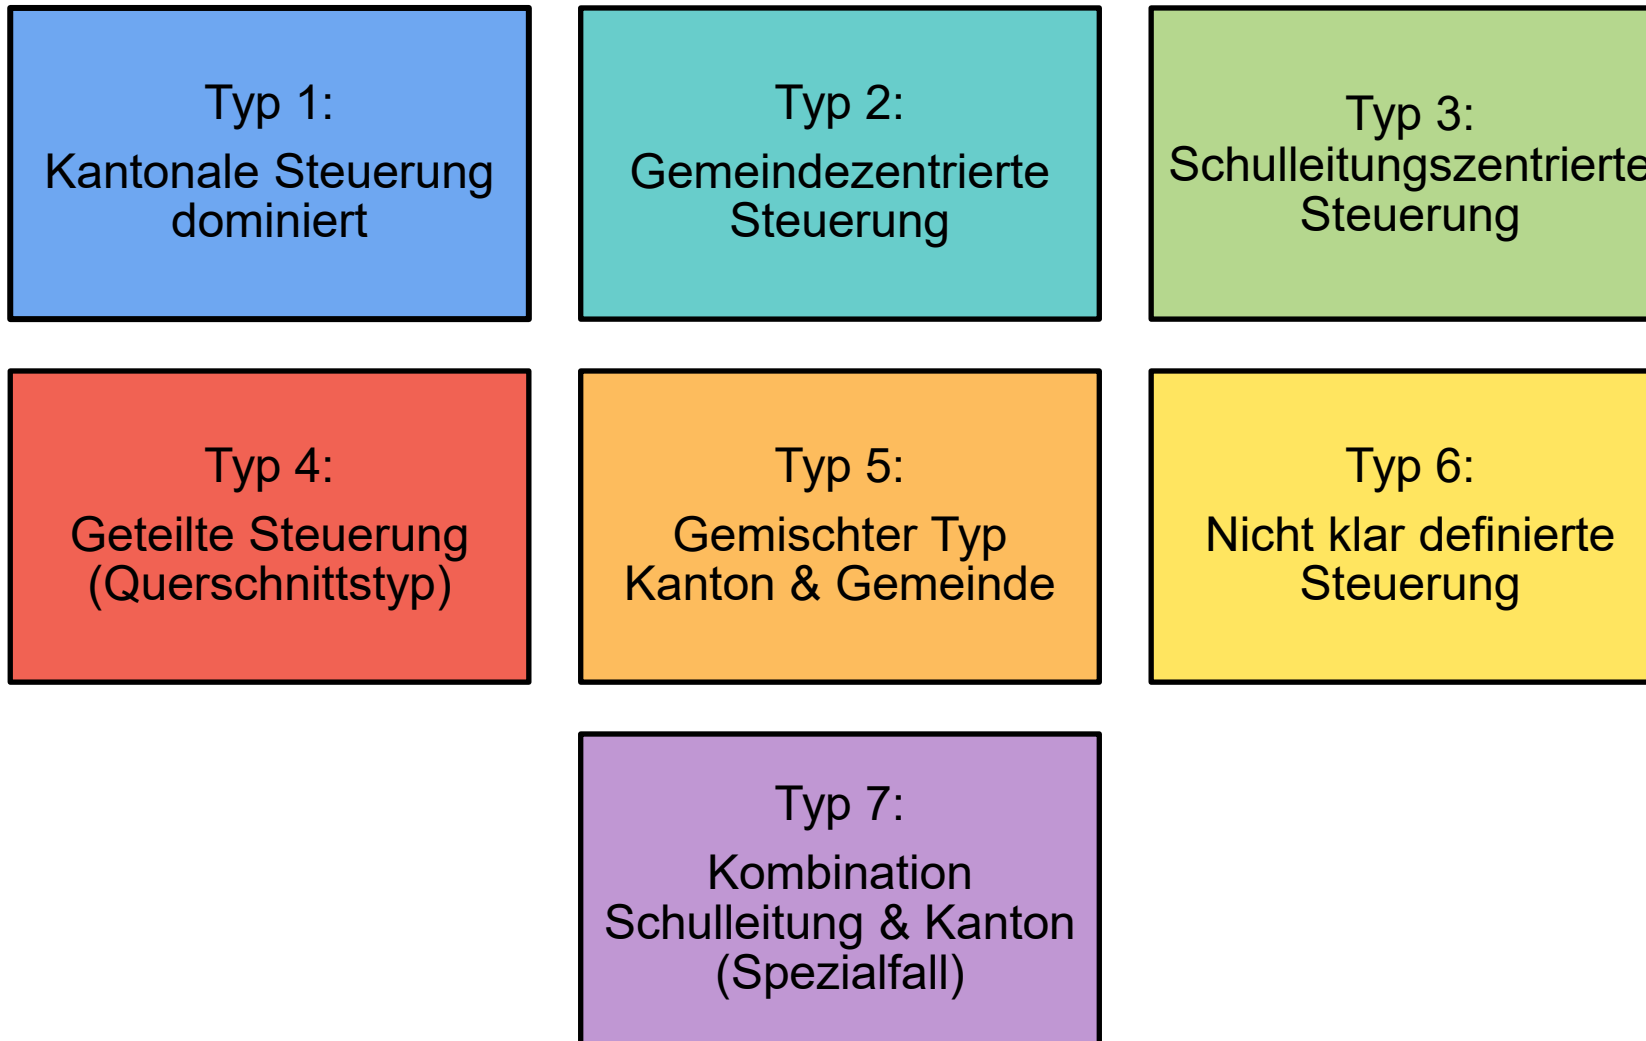 Typ 1:
Kantonale Steuerung
dominiert
Typ 2:
Gemeindezentrierte
Steuerung
Typ 3:
Schulleitungszentrierte
Steuerung
Typ 4:
Geteilte Steuerung
(Querschnittstyp)
Typ 5:
Gemischter Typ
Kanton & Gemeinde
Typ 6:
Nicht klar definierte
Steuerung
Typ 7:
Kombination
Schulleitung & Kanton
(Spezialfall)